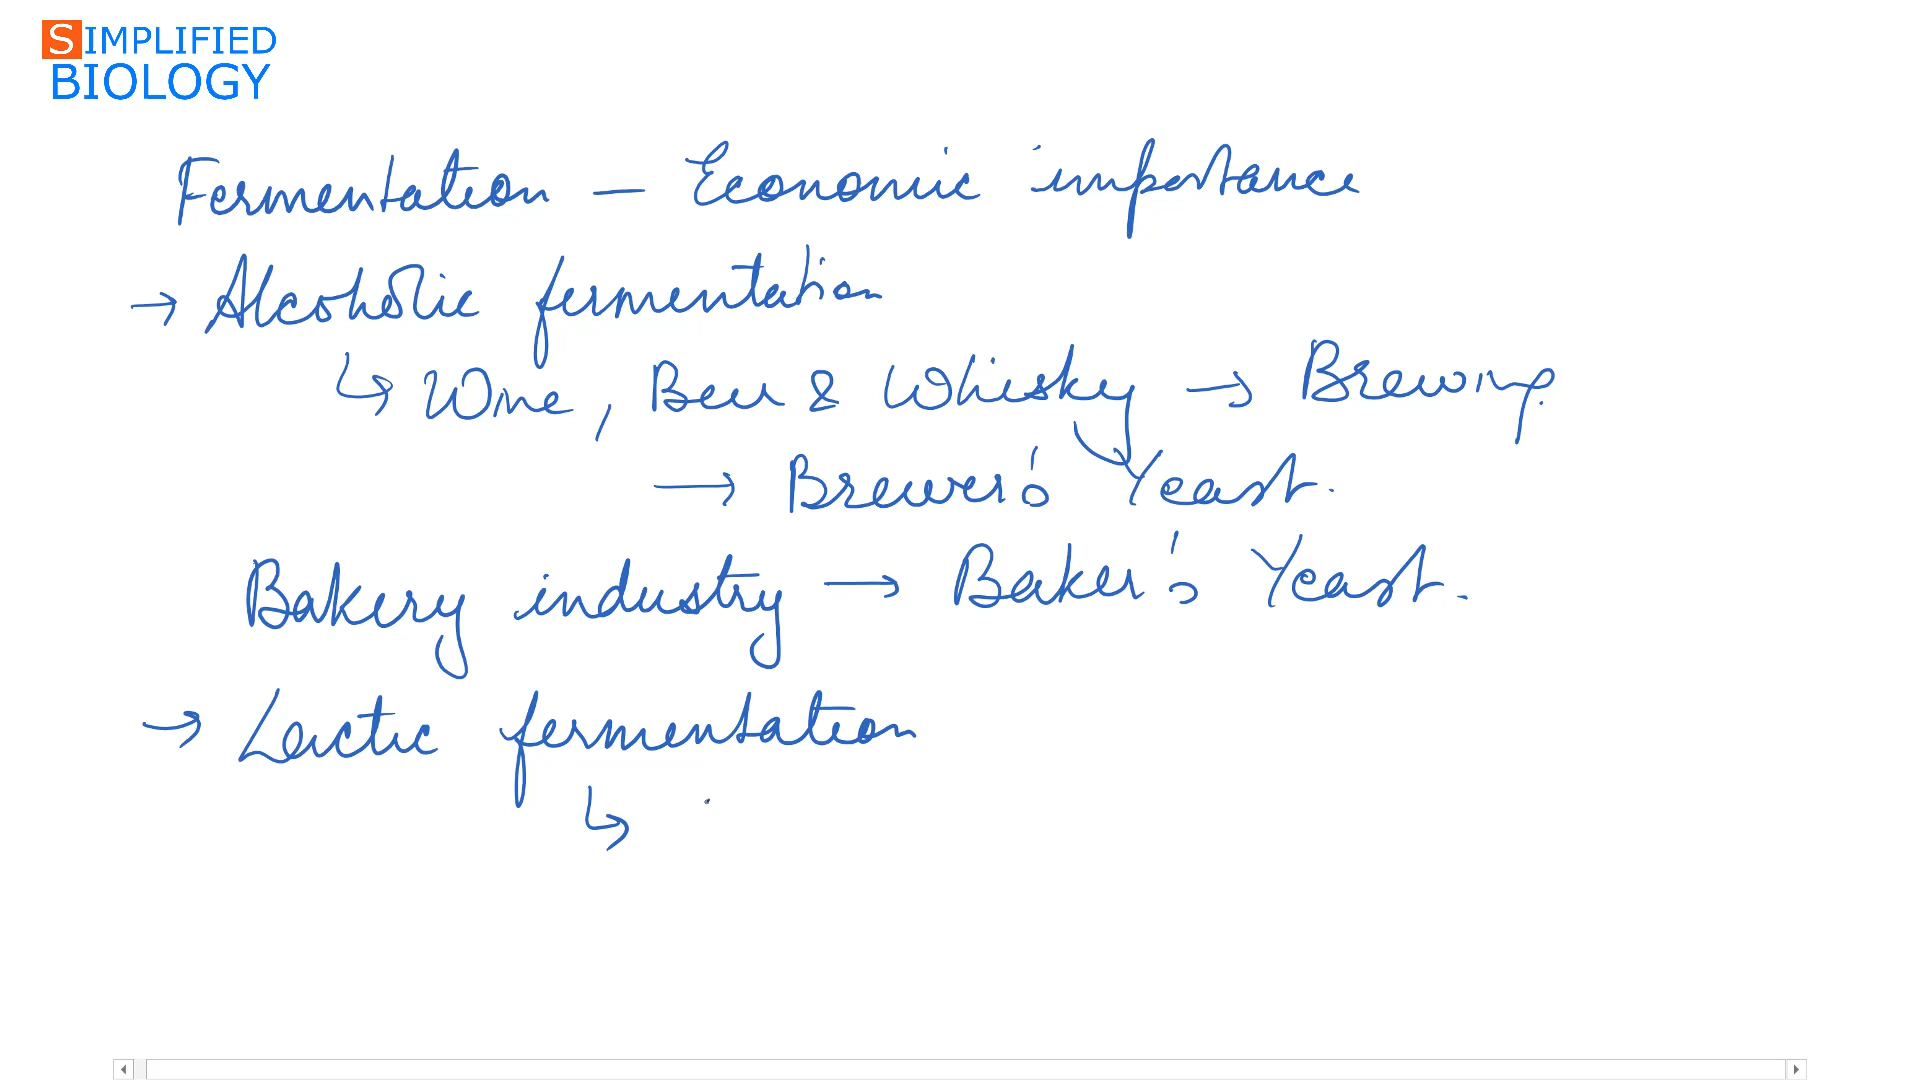 SIMPLIFIED
BIOLOGY
Fermentation — Economic importance
→ Alcoholic fermentation
↳ Wine, Beer & Whisky → Brewing.
→ Brewer's Yeast.
Bakery industry → Baker's Yeast.
→ Lactic fermentation
↳